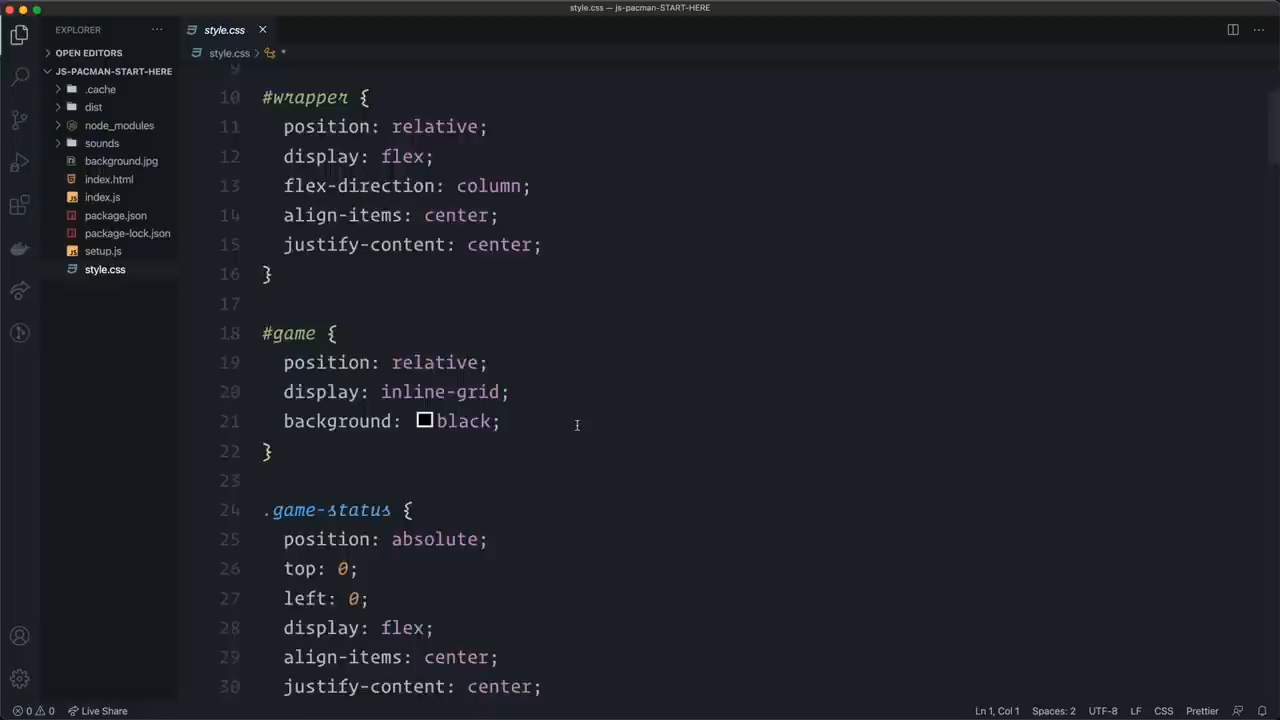 style.css — js-pacman-START-HERE
EXPLORER
OPEN EDITORS
JS-PACMAN-START-HERE
.cache
dist
node_modules
sounds
background.jpg
index.html
index.js
package.json
package-lock.json
setup.js
style.css
style.css
style.css > *
9
10 #wrapper {
11 position: relative;
12 display: flex;
13 flex-direction: column;
14 align-items: center;
15 justify-content: center;
16 }
17
18 #game {
19 position: relative;
20 display: inline-grid;
21 background: black;
22 }
23
24 .game-status {
25 position: absolute;
26 top: 0;
27 left: 0;
28 display: flex;
29 align-items: center;
30 justify-content: center;
0 0 Live Share Ln 1, Col 1 Spaces: 2 UTF-8 LF CSS Prettier